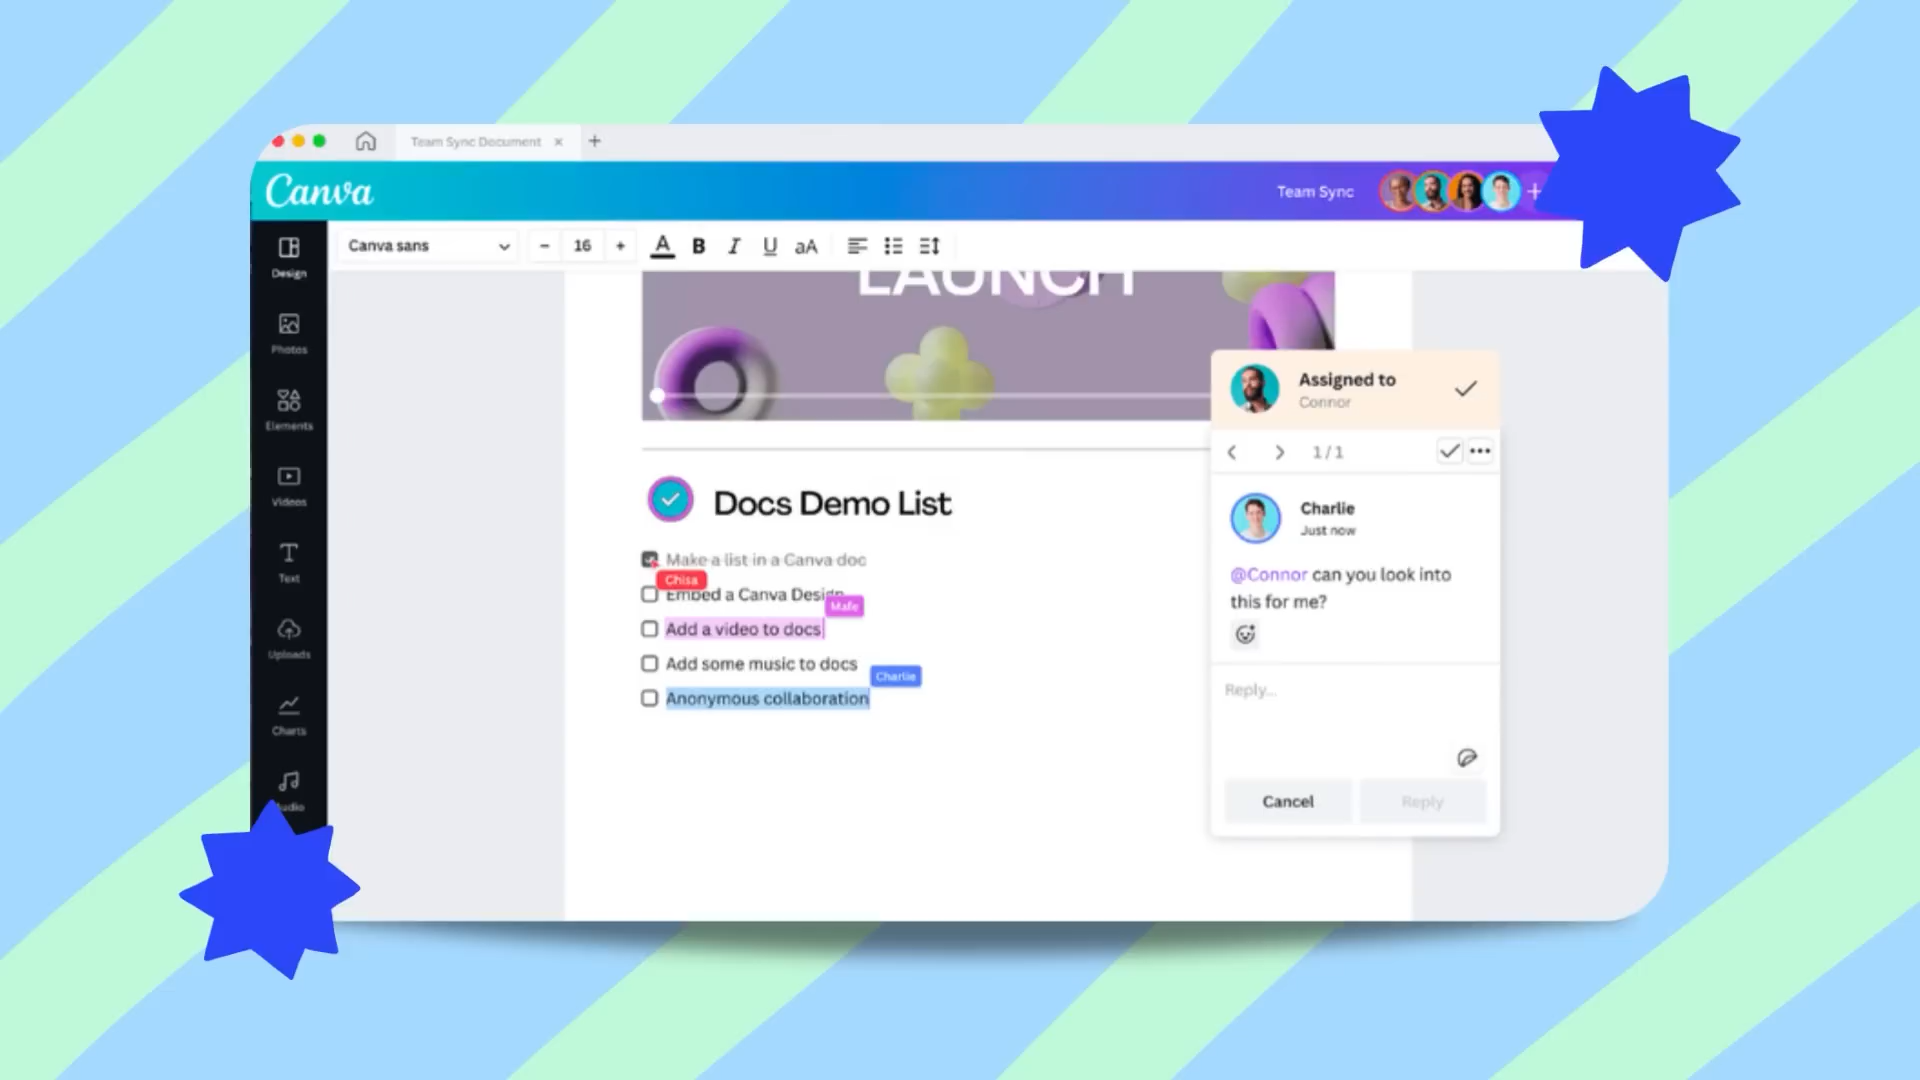 Team Sync Document
Canva
Team Sync
Canva sans
16
A B I U aA
Design
Photos
Elements
Videos
Text
Uploads
Charts
LAUNCH
Docs Demo List
Make a list in a Canva doc
Chisa
Embed a Canva Design
Mafe
Add a video to docs
Add some music to docs
Charlie
Anonymous collaboration
Assigned to
Connor
1/1
Charlie
Just now
@Connor can you look into
this for me?
Reply...
Cancel
Reply